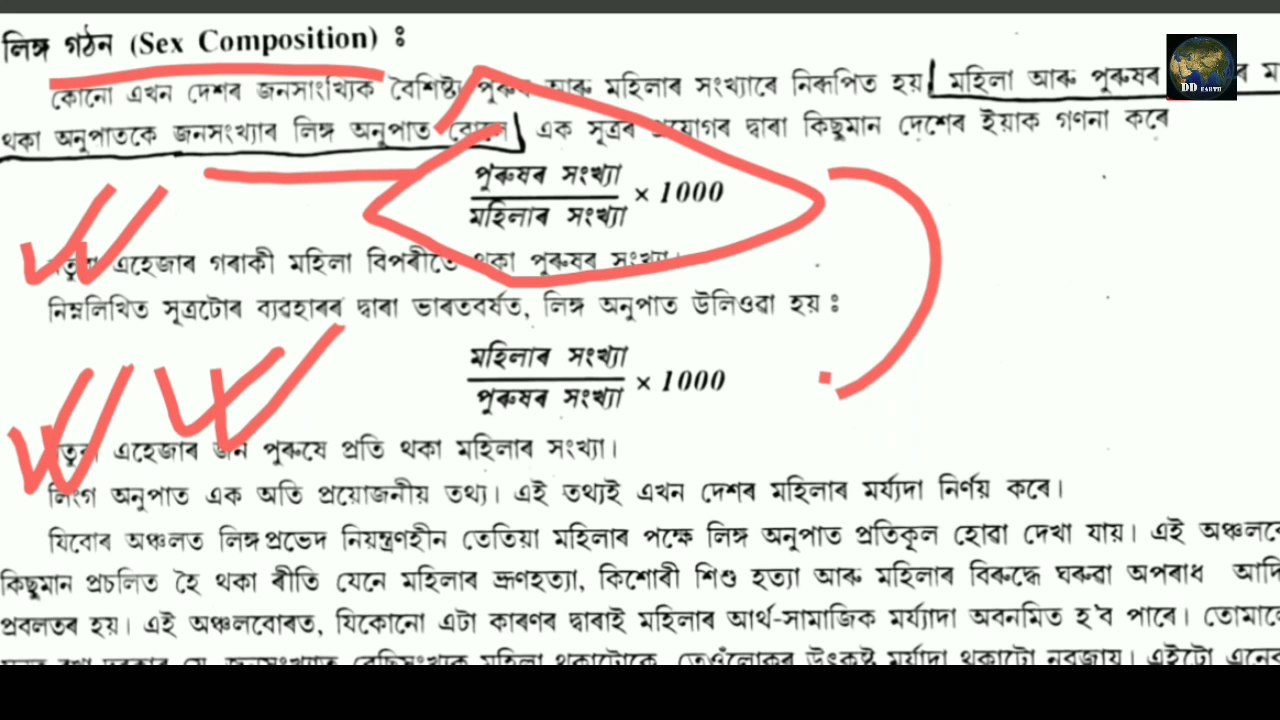 লিঙ্গ গঠন (Sex Composition) ঃ
কোনো এখন দেশৰ জনসাংখ্যিক বৈশিষ্ট্য পুৰুষ আৰু মহিলাৰ সংখ্যাৰে নিৰূপিত হয় মহিলা আৰু পুৰুষৰ
DD EARTH
থকা অনুপাতকে জনসংখ্যাৰ লিঙ্গ অনুপাত বোলে এক সূত্ৰৰ প্ৰয়োগৰ দ্বাৰা কিছুমান দেশেৰ ইয়াক গণনা কৰে
পুৰুষৰ সংখ্যা
মহিলাৰ সংখ্যা × 1000
এহেজাৰ গৰাকী মহিলা বিপৰীতে থকা পুৰুষৰ সংখ্যা।
নিম্নলিখিত সূত্ৰটোৰ ব্যৱহাৰৰ দ্বাৰা ভাৰতবৰ্ষত, লিঙ্গ অনুপাত উলিওৱা হয় ঃ
মহিলাৰ সংখ্যা
পুৰুষৰ সংখ্যা × 1000
এহেজাৰ জন পুৰুষে প্ৰতি থকা মহিলাৰ সংখ্যা।
লিংগ অনুপাত এক অতি প্ৰয়োজনীয় তথ্য। এই তথ্যই এখন দেশৰ মহিলাৰ মৰ্য্যদা নিৰ্ণয় কৰে।
যিবোৰ অঞ্চলত লিঙ্গপ্ৰভেদ নিয়ন্ত্ৰণহীন তেতিয়া মহিলাৰ পক্ষে লিঙ্গ অনুপাত প্ৰতিকূল হোৱা দেখা যায়। এই
কিছুমান প্ৰচলিত হৈ থকা ৰীতি যেনে মহিলাৰ ভ্ৰূণহত্যা, কিশোৰী শিশু হত্যা আৰু মহিলাৰ বিৰুদ্ধে ঘৰুৱা অপৰাধ আদি
প্ৰবলতৰ হয়। এই অঞ্চলবোৰত, যিকোনো এটা কাৰণৰ দ্বাৰাই মহিলাৰ আৰ্থ-সামাজিক মৰ্য্যাদা অবনমিত হ'ব পাৰে।